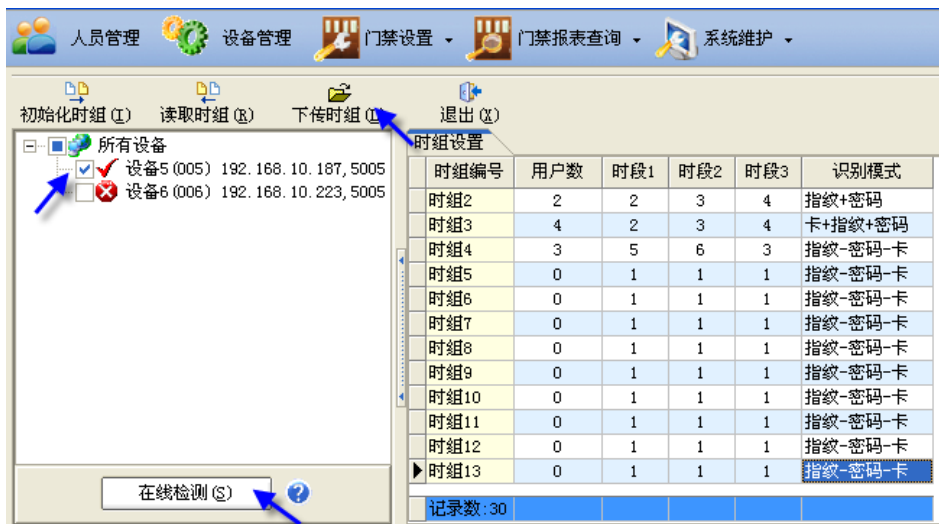 人员管理 设备管理 门禁设置 门禁报表查询 系统维护
初始化时组(I) 读取时组(R) 下传时组 退出(X)
所有设备
设备5(005) 192.168.10.187,5005
设备6(006) 192.168.10.223,5005
在线检测(S)
时组设置
时组编号 用户数 时段1 时段2 时段3 识别模式
时组2 2 2 3 4 指纹+密码
时组3 4 2 3 4 卡+指纹+密码
时组4 3 5 6 3 指纹-密码-卡
时组5 0 1 1 1 指纹-密码-卡
时组6 0 1 1 1 指纹-密码-卡
时组7 0 1 1 1 指纹-密码-卡
时组8 0 1 1 1 指纹-密码-卡
时组9 0 1 1 1 指纹-密码-卡
时组10 0 1 1 1 指纹-密码-卡
时组11 0 1 1 1 指纹-密码-卡
时组12 0 1 1 1 指纹-密码-卡
时组13 0 1 1 1 指纹-密码-卡
记录数:30